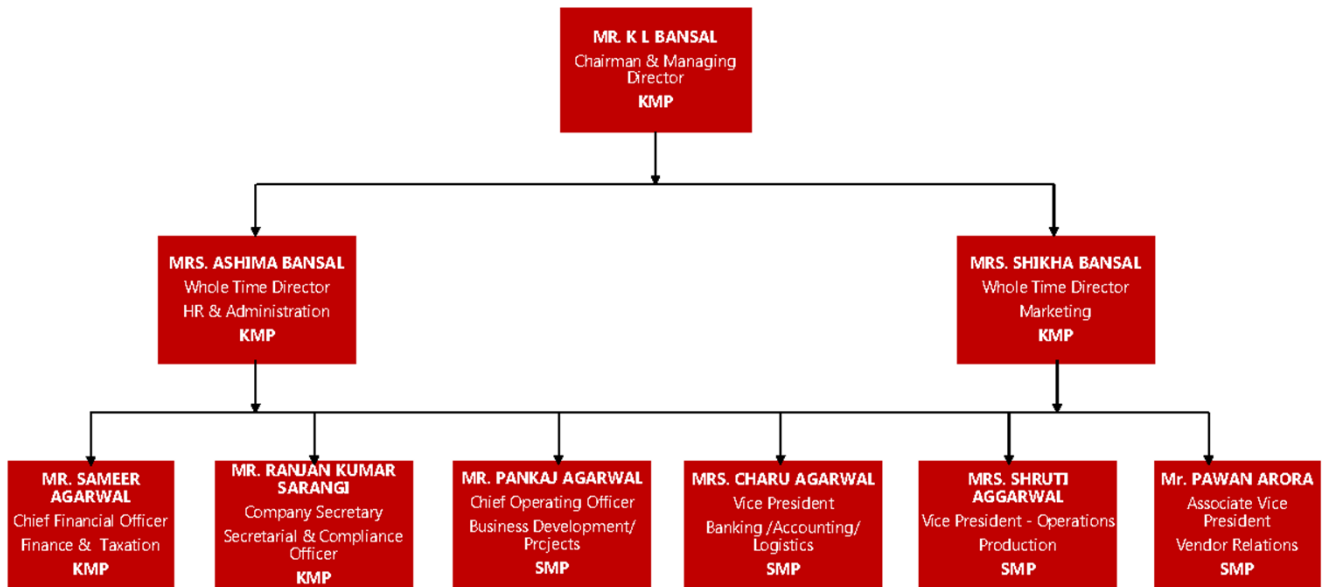 MR. K L BANSAL
Chairman & Managing
Director
KMP
MRS. ASHIMA BANSAL
Whole Time Director
HR & Administration
KMP
MRS. SHIKHA BANSAL
Whole Time Director
Marketing
KMP
MR. SAMEER
AGARWAL
Chief Financial Officer
Finance & Taxation
KMP
MR. RANJAN KUMAR
SARANGI
Company Secretary
Secretarial & Compliance
Officer
KMP
MR. PANKAJ AGARWAL
Chief Operating Officer
Business Development/
Projects
SMP
MRS. CHARU AGARWAL
Vice President
Banking /Accounting/
Logistics
SMP
MRS. SHRUTI
AGGARWAL
Vice President - Operations
Production
SMP
Mr. PAWAN ARORA
Associate Vice
President
Vendor Relations
SMP